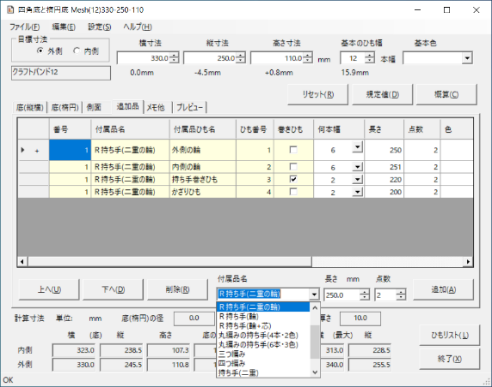 四角底と楕円底 Mesh(12)330-250-110
ファイル(F) 編集(E) 設定(S) ヘルプ(H)
目標寸法 横寸法 縦寸法 高さ寸法 基本のひも幅 基本色
外側 内側 330.0 250.0 110.0 mm 12 本幅
クラフトバンド12 0.0mm -4.5mm +0.8mm 15.9mm
リセット(R) 規定値(D) 概算(C)
底(縦横) 底(楕円) 側面 追加品 メモ他 プレビュー
番号 付属品名 付属品ひも名 ひも番号 巻きひも 何本幅 長さ 点数 色
+ 1 R持ち手(二重の輪) 外側の輪 1 6 250 2
1 R持ち手(二重の輪) 内側の輪 2 6 251 2
1 R持ち手(二重の輪) 持ち手巻きひも 3 2 220 2
1 R持ち手(二重の輪) かざりひも 4 2 200 2
付属品名 長さ mm 点数
上へ(U) 下へ(D) 削除(R) R持ち手(二重の輪) 250.0 2 追加(A)
R持ち手(二重の輪)
R持ち手(輪)
R持ち手(輪+芯)
丸編みの持ち手(4本・2色)
丸編みの持ち手(6本・3色)
三つ編み
四つ編み
持ち手(二重)
計算寸法 単位: mm 底(楕円)の径 0.0 厚さ 10.0
横 (底) 縦 高さ (最大) 縦 ひもリスト(L)
内側 323.0 238.5 107.3 313.0 228.5
外側 330.0 245.5 110.8 340.0 255.5 終了(X)
OK